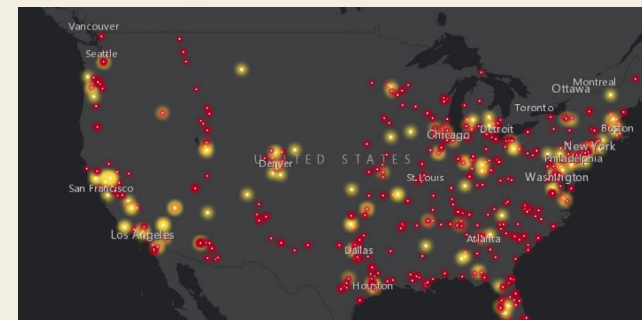 Vancouver
Seattle
Montreal
Ottawa
Toronto
Boston
Chicago
Detroit
New York
UNITED STATES
Denver
Philadelphia
St. Louis
Washington
San Francisco
Los Angeles
Atlanta
Dallas
Houston